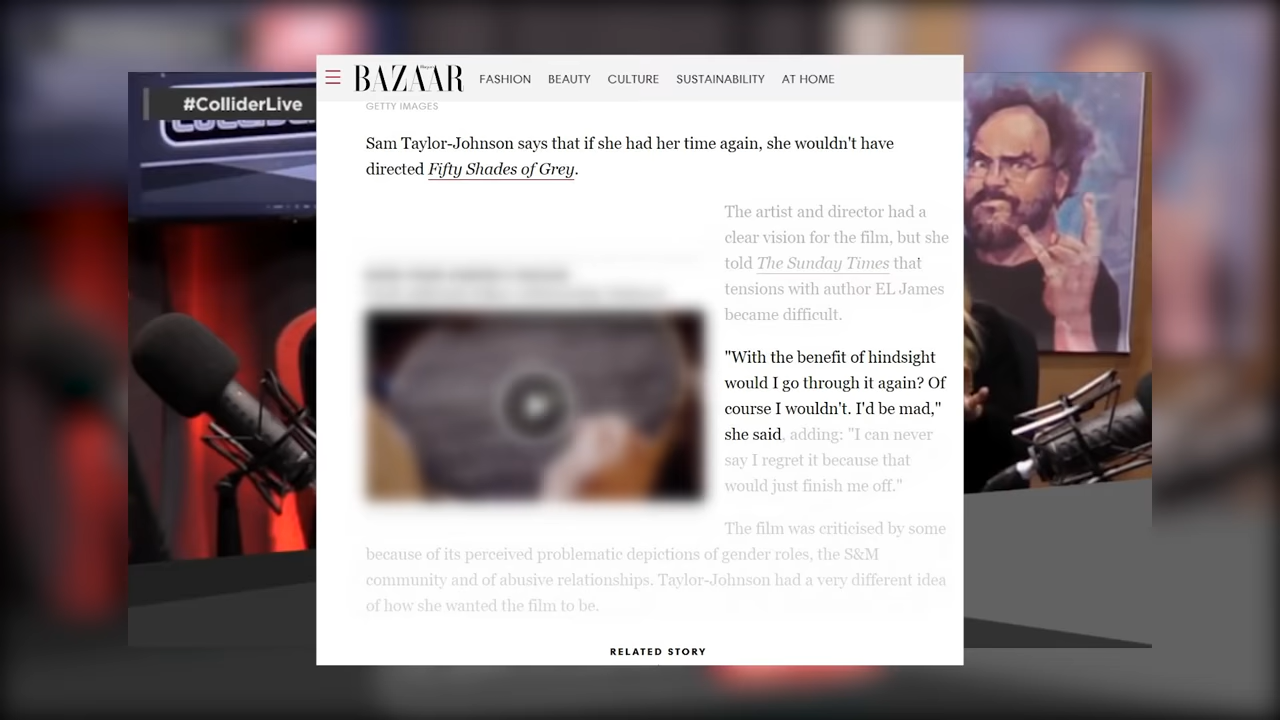 #ColliderLive
Harper's
BAZAAR
FASHION BEAUTY CULTURE SUSTAINABILITY AT HOME
GETTY IMAGES
Sam Taylor-Johnson says that if she had her time again, she wouldn't have
directed Fifty Shades of Grey.
The artist and director had a
clear vision for the film, but she
told The Sunday Times that
tensions with author EL James
became difficult.
"With the benefit of hindsight
would I go through it again? Of
course I wouldn't. I'd be mad,"
she said, adding: "I can never
say I regret it because that
would just finish me off."
The film was criticised by some
because of its perceived problematic depictions of gender roles, the S&M
community and of abusive relationships. Taylor-Johnson had a very different idea
of how she wanted the film to be.
RELATED STORY